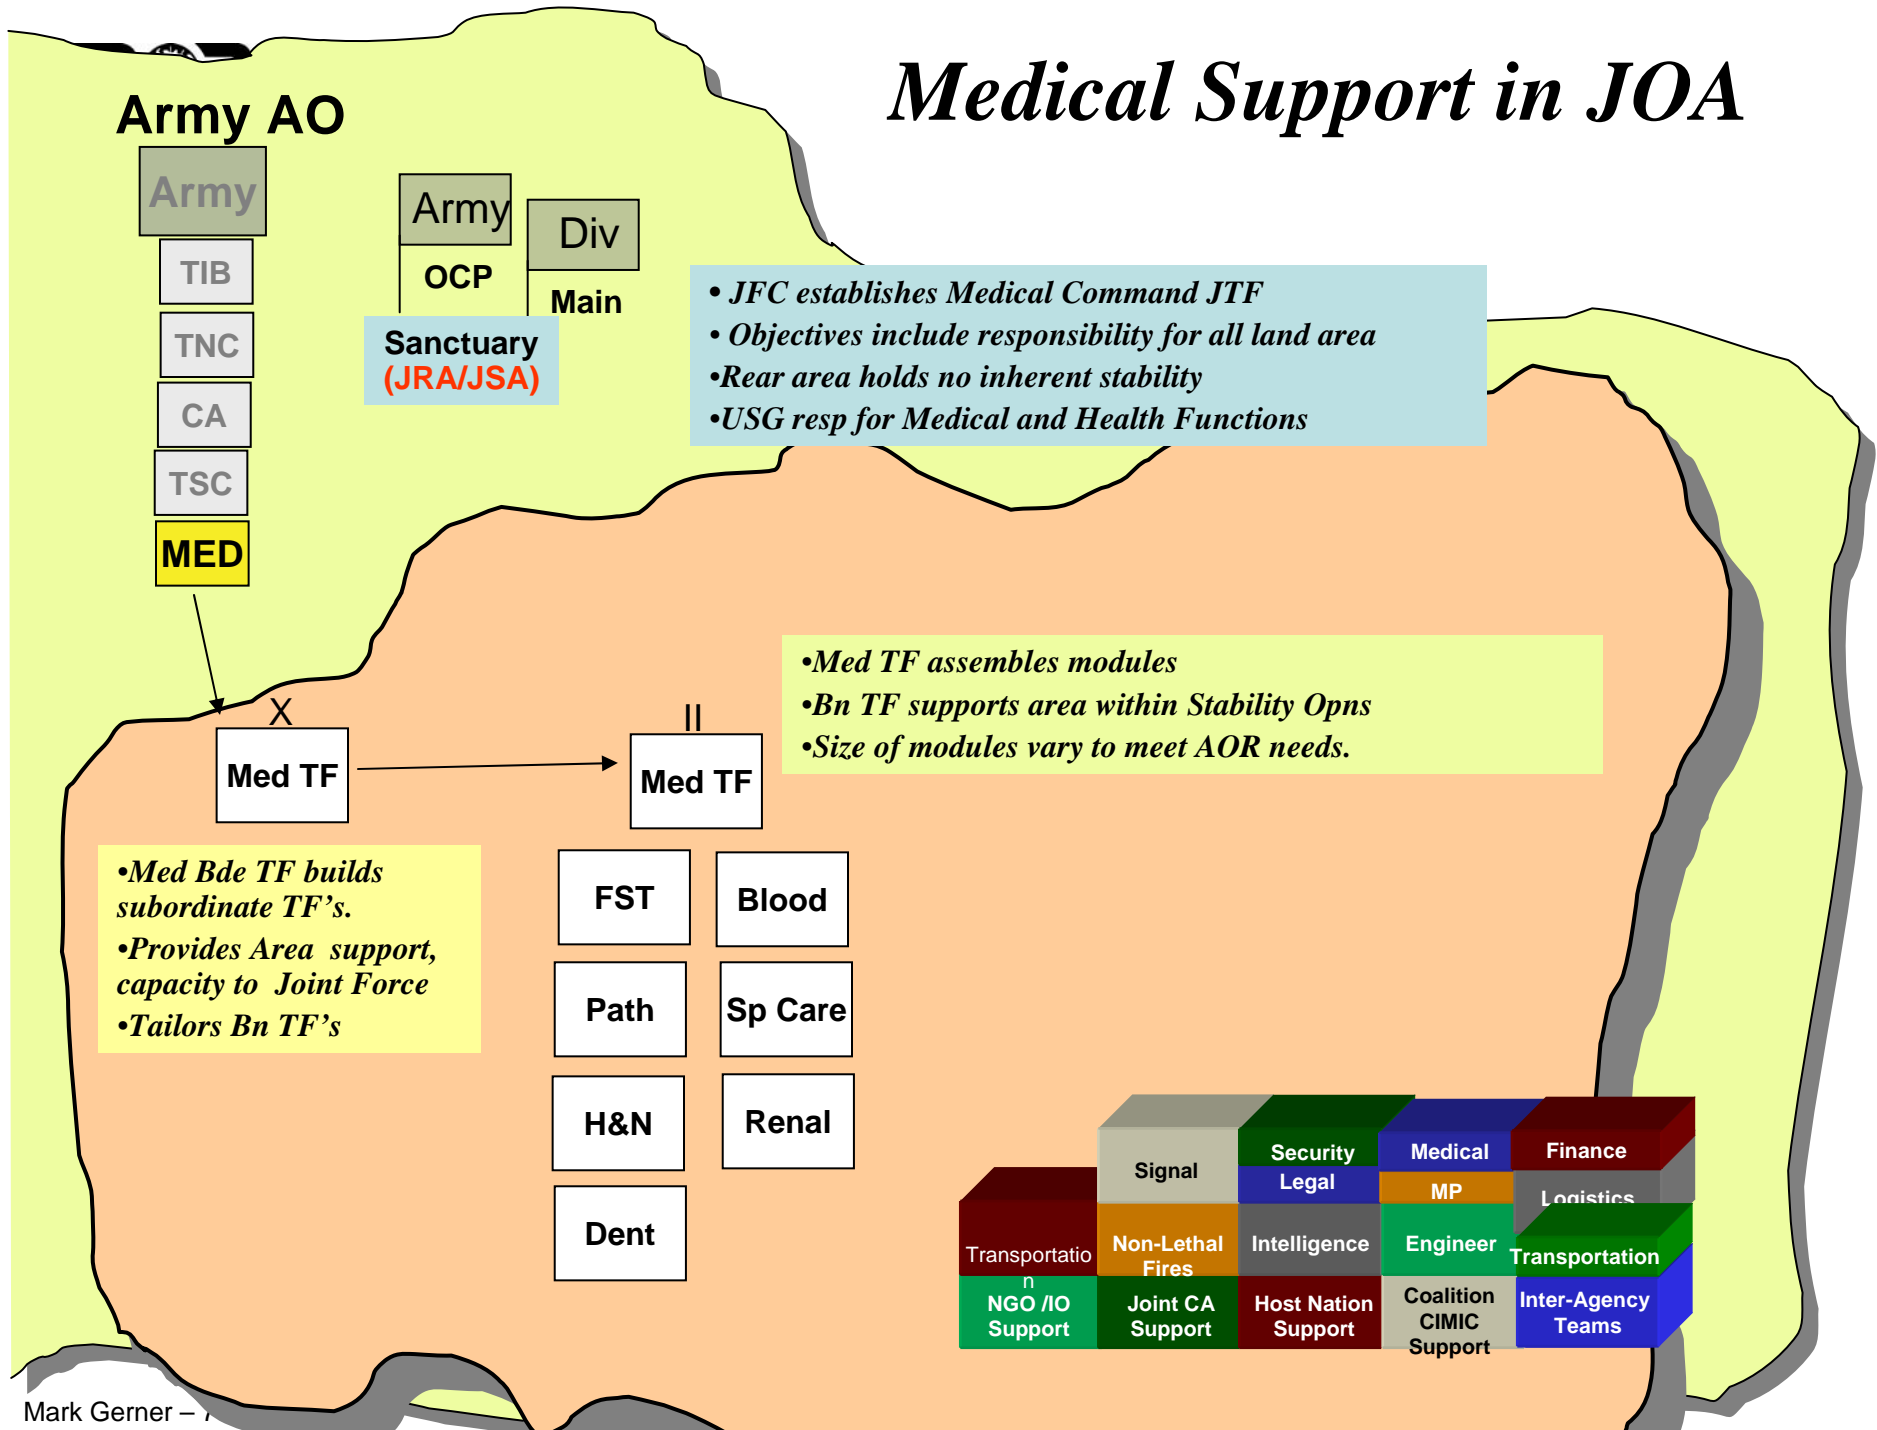 Medical Support in JOA
Army AO
Army
TIB
TNC
CA
TSC
MED
Army
OCP
Div
Main
Sanctuary
(JRA/JSA)
• JFC establishes Medical Command JTF
• Objectives include responsibility for all land area
•Rear area holds no inherent stability
•USG resp for Medical and Health Functions
•Med TF assembles modules
•Bn TF supports area within Stability Opns
•Size of modules vary to meet AOR needs.
X
Med TF
II
Med TF
•Med Bde TF builds
subordinate TF's.
•Provides Area support,
capacity to Joint Force
•Tailors Bn TF's
FST
Blood
Path
Sp Care
H&N
Renal
Dent
Signal
Security
Legal
Medical
MP
Finance
Logistics
Transportatio
n
Non-Lethal
Fires
Intelligence
Engineer
Transportation
NGO /IO
Support
Joint CA
Support
Host Nation
Support
Coalition
CIMIC
Support
Inter-Agency
Teams
Mark Gerner –